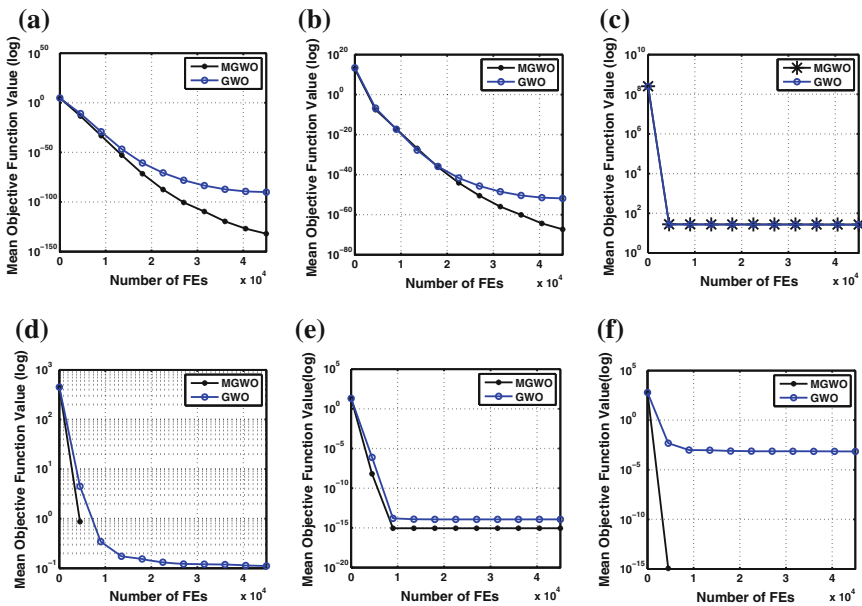 (a)
Mean Objective Function Value (log)
10^50
10^0
10^-50
10^-100
10^-150
MGWO
GWO
0 1 2 3 4
x 10^4
Number of FEs
(b)
Mean Objective Function Value (log)
10^20
10^0
10^-20
10^-40
10^-60
10^-80
MGWO
GWO
0 1 2 3 4
x 10^4
Number of FEs
(c)
Mean Objective Function Value (log)
10^10
10^8
10^6
10^4
10^2
10^0
MGWO
GWO
0 1 2 3 4
x 10^4
Number of FEs
(d)
Mean Objective Function Value (log)
10^3
10^2
10^1
10^0
10^-1
MGWO
GWO
0 1 2 3 4
x 10^4
Number of FEs
(e)
Mean Objective Function Value(log)
10^5
10^0
10^-5
10^-10
10^-15
10^-20
MGWO
GWO
0 1 2 3 4
x 10^4
Number of FEs
(f)
Mean Objective Function Value(log)
10^5
10^0
10^-5
10^-10
10^-15
MGWO
GWO
0 1 2 3 4
x 10^4
Number of FEs